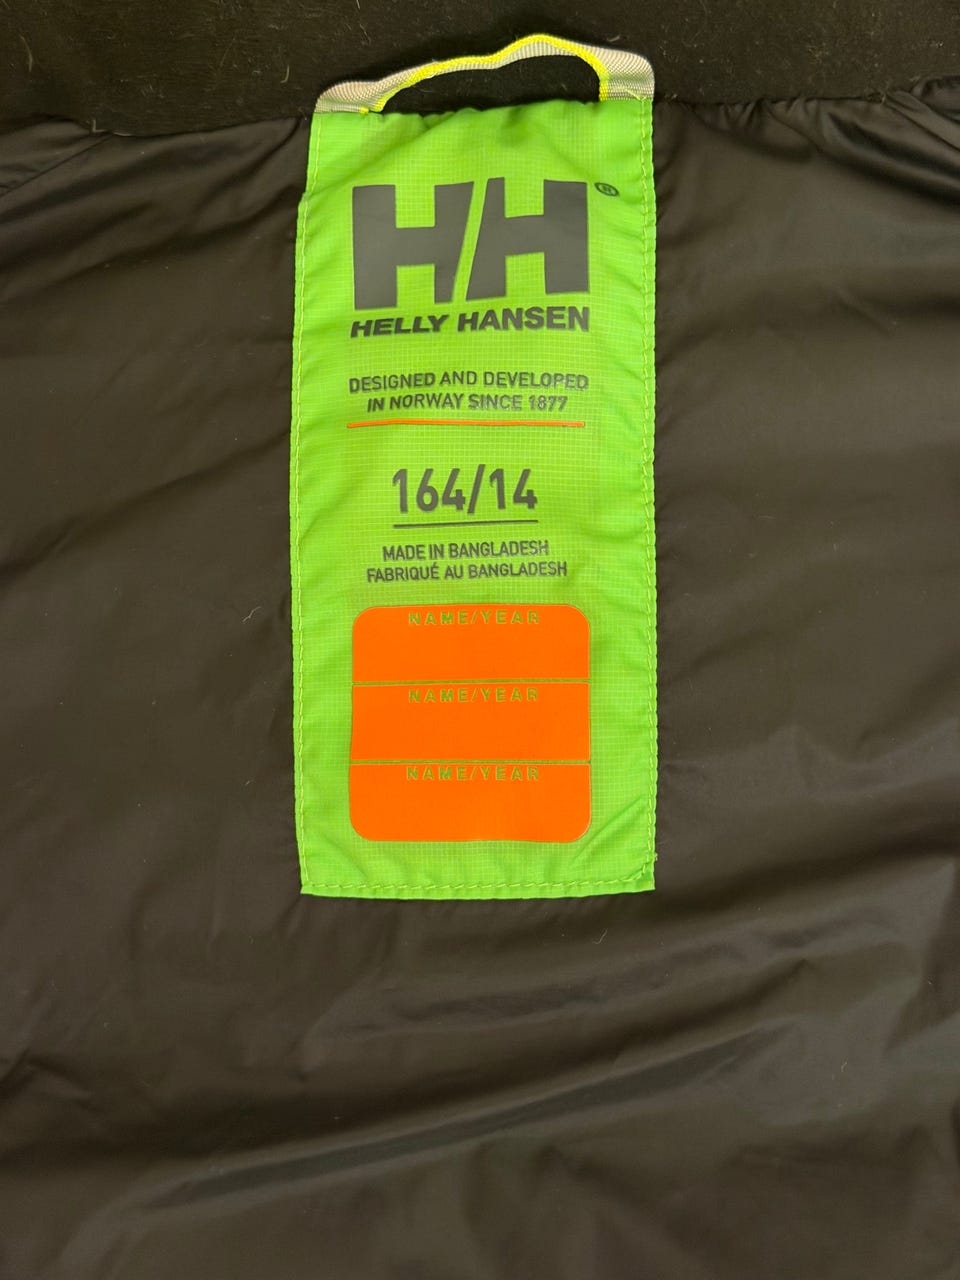 HH®
HELLY HANSEN
DESIGNED AND DEVELOPED
IN NORWAY SINCE 1877
164/14
MADE IN BANGLADESH
FABRIQUÉ AU BANGLADESH
NAME/YEAR
NAME/YEAR
NAME/YEAR